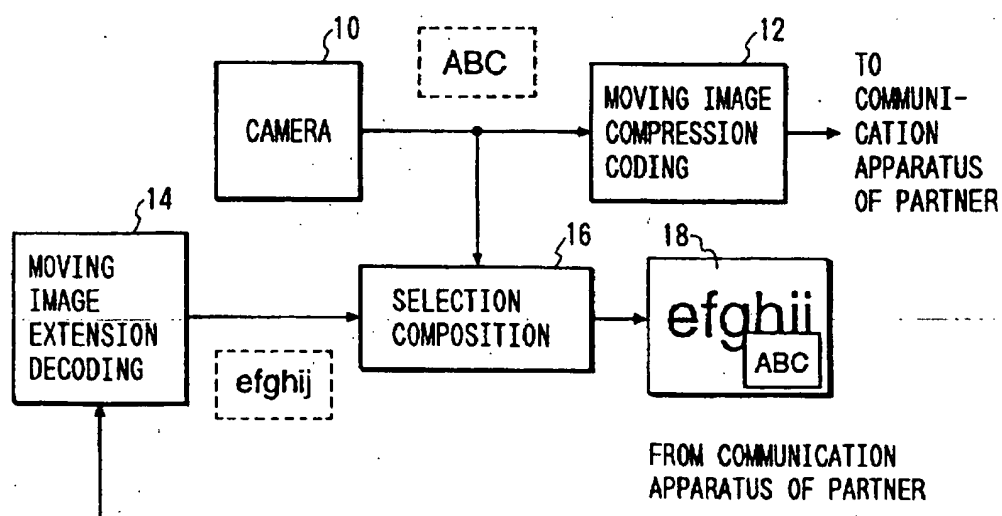 10
ABC
12
CAMERA
MOVING IMAGE
COMPRESSION
CODING
TO
COMMUNI-
CATION
APPARATUS
OF PARTNER
14
MOVING
IMAGE
EXTENSION
DECODING
efghij
16
SELECTION
COMPOSITION
18
efghij
ABC
FROM COMMUNICATION
APPARATUS OF PARTNER